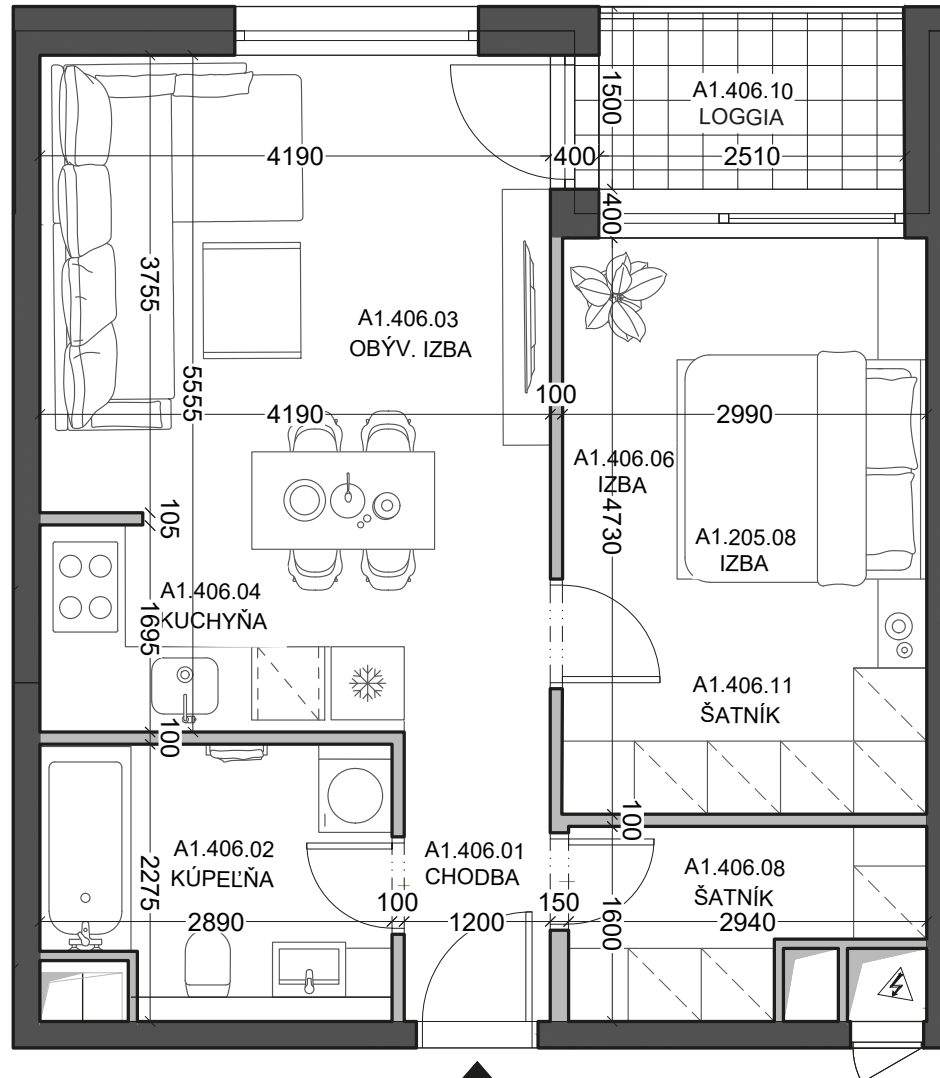 A1.406.10
LOGGIA
1500
4190
400
2510
400
3755
A1.406.03
OBÝV. IZBA
5555
4190
100
2990
A1.406.06
IZBA
4730
105
A1.205.08
IZBA
A1.406.04
KUCHYŇA
1695
A1.406.11
ŠATNÍK
100
100
A1.406.02
KÚPEĽŇA
A1.406.01
CHODBA
A1.406.08
ŠATNÍK
2275
2890
100
1200
150
1600
2940